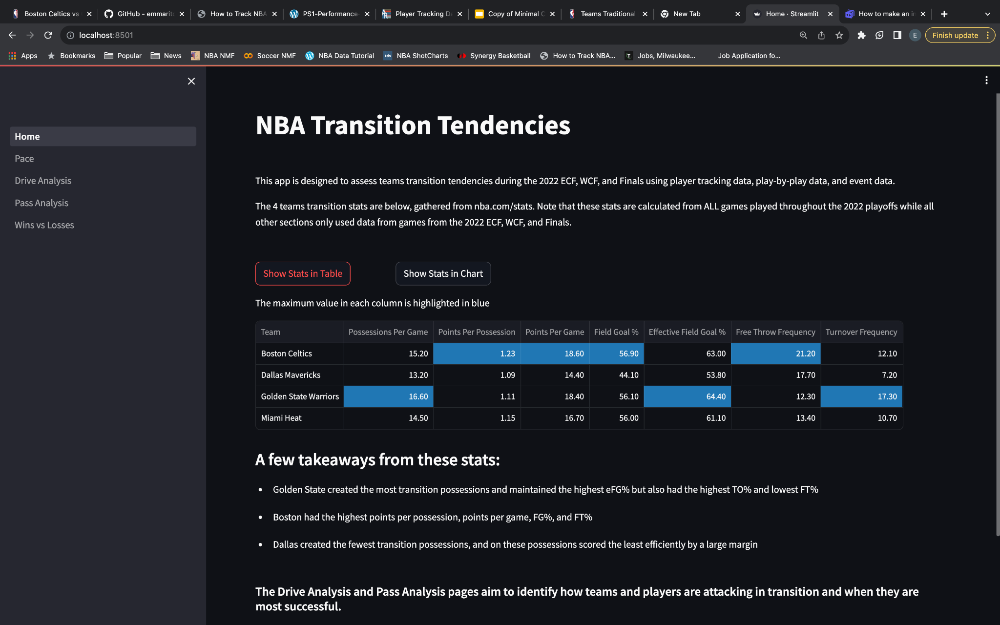 Boston Celtics vs
GitHub - emmarito
How to Track NBA
PS1-Performance-
Player Tracking Da
Copy of Minimal C
Teams Traditional
New Tab
Home · Streamlit
How to make an in
localhost:8501
E
Finish update
Apps
Bookmarks
Popular
News
NBA NMF
Soccer NMF
NBA Data Tutorial
tds
NBA ShotCharts
Synergy Basketball
How to Track NBA...
T
Jobs, Milwaukee...
Job Application fo...
Home
Pace
Drive Analysis
Pass Analysis
Wins vs Losses
NBA Transition Tendencies
This app is designed to assess teams transition tendencies during the 2022 ECF, WCF, and Finals using player tracking data, play-by-play data, and event data.
The 4 teams transition stats are below, gathered from nba.com/stats. Note that these stats are calculated from ALL games played throughout the 2022 playoffs while all
other sections only used data from games from the 2022 ECF, WCF, and Finals.
Show Stats in Table
Show Stats in Chart
The maximum value in each column is highlighted in blue
Team Possessions Per Game Points Per Possession Points Per Game Field Goal % Effective Field Goal % Free Throw Frequency Turnover Frequency
Boston Celtics 15.20 1.23 18.60 56.90 63.00 21.20 12.10
Dallas Mavericks 13.20 1.09 14.40 44.10 53.80 17.70 7.20
Golden State Warriors 16.60 1.11 18.40 56.10 64.40 12.30 17.30
Miami Heat 14.50 1.15 16.70 56.00 61.10 13.40 10.70
A few takeaways from these stats:
• Golden State created the most transition possessions and maintained the highest eFG% but also had the highest TO% and lowest FT%
• Boston had the highest points per possession, points per game, FG%, and FT%
• Dallas created the fewest transition possessions, and on these possessions scored the least efficiently by a large margin
The Drive Analysis and Pass Analysis pages aim to identify how teams and players are attacking in transition and when they are
most successful.